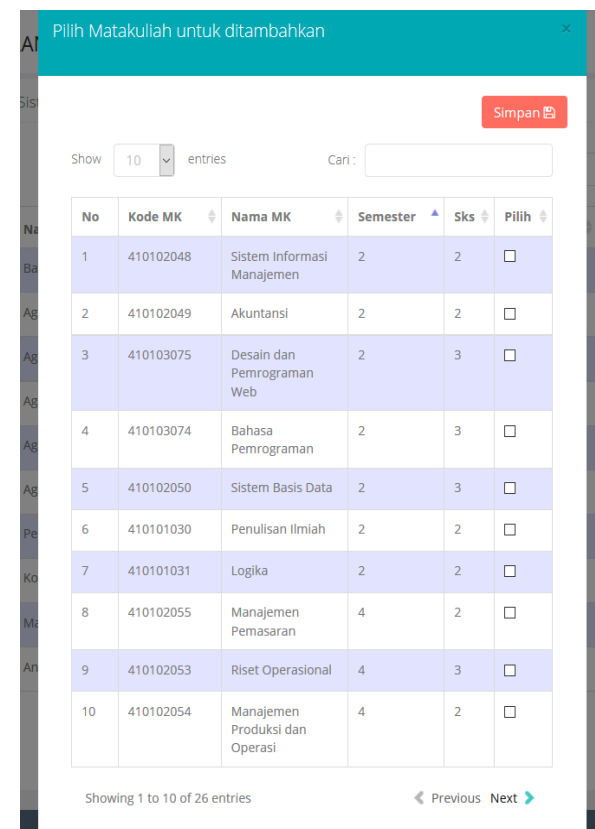 Pilih Matakuliah untuk ditambahkan ×
Simpan
Show 10 entries Cari :
No Kode MK Nama MK Semester Sks Pilih
1 410102048 Sistem Informasi Manajemen 2 2
2 410102049 Akuntansi 2 2
3 410103075 Desain dan Pemrograman Web 2 3
4 410103074 Bahasa Pemrograman 2 3
5 410102050 Sistem Basis Data 2 3
6 410101030 Penulisan Ilmiah 2 2
7 410101031 Logika 2 2
8 410102055 Manajemen Pemasaran 4 2
9 410102053 Riset Operasional 4 3
10 410102054 Manajemen Produksi dan Operasi 4 2
Showing 1 to 10 of 26 entries Previous Next